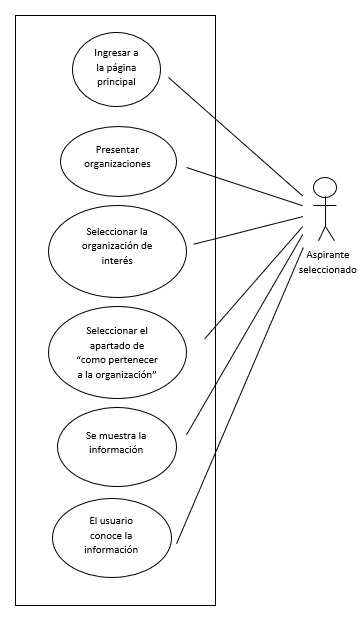 Ingresar a
la página
principal
Presentar
organizaciones
Seleccionar la
organización de
interés
Seleccionar el
apartado de
“como pertenecer
a la organización”
Se muestra la
información
El usuario
conoce la
información
Aspirante
seleccionado